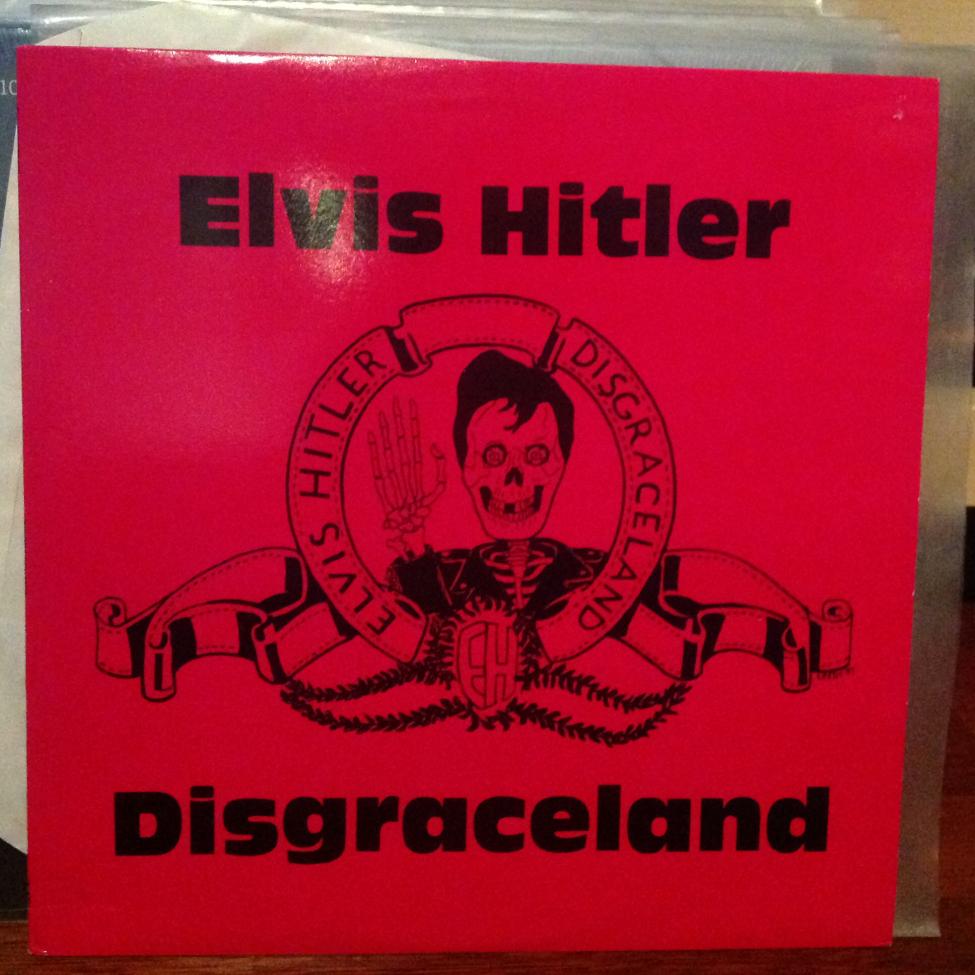 Elvis Hitler
ELVIS HITLER
DISGRACELAND
EH
Disgraceland